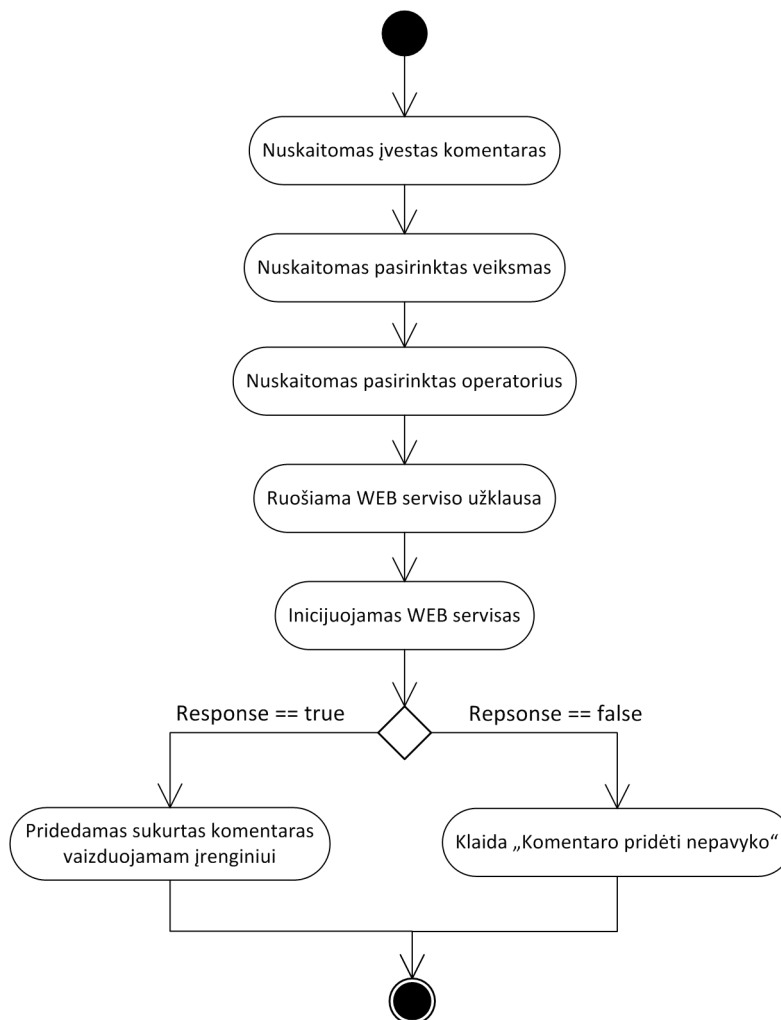 Nuskaitomas įvestas komentaras
Nuskaitomas pasirinktas veiksmas
Nuskaitomas pasirinktas operatorius
Ruošiama WEB serviso užklausa
Inicijuojamas WEB servisas
Response == true
Repsonse == false
Pridedamas sukurtas komentaras
vaizduojamam įrenginiui
Klaida „Komentaro pridėti nepavyko“